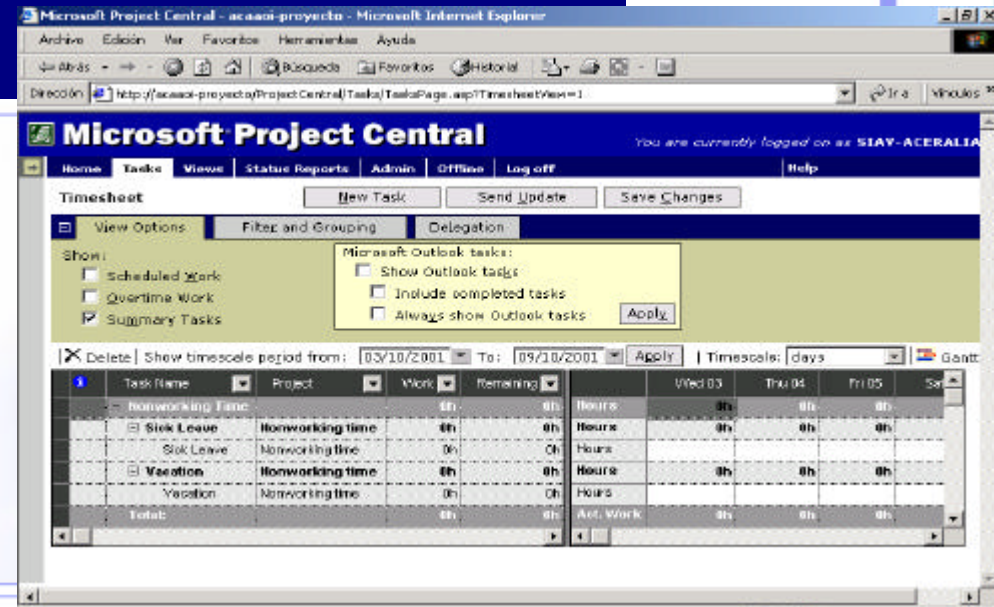 Microsoft Project Central - acaaoi-proyecto - Microsoft Internet Explorer
Archivo Edición Ver Favoritos Herramientas Ayuda
Atrás Búsqueda Favoritos Historial
Dirección http://acaaoi-proyecto/ProjectCentral/Tasks/TasksPage.asp?TimesheetView=1 Ir a Vínculos »
Microsoft Project Central You are currently logged on as SIAV-ACERALIA
Home Tasks Views Status Reports Admin Offline Log off Help
Timesheet New Task Send Update Save Changes
View Options Filter and Grouping Delegation
Show: Microsoft Outlook tasks:
Scheduled Work Show Outlook tasks
Overtime Work Include completed tasks
Summary Tasks Always show Outlook tasks Apply
Delete | Show timescale period from: 03/10/2001 To: 09/10/2001 Apply | Timescale: days Gantt
Task Name Project Work Remaining Wed 03 Thu 04 Fri 05 Sat
Nonworking Time 0h 0h Hours 0h 0h 0h
Sick Leave Nonworking time 0h 0h Hours 0h 0h 0h
Sick Leave Nonworking time 0h 0h Hours
Vacation Nonworking time 0h 0h Hours 0h 0h 0h
Vacation Nonworking time 0h 0h Hours
Total: 0h 0h Act. Work 0h 0h 0h